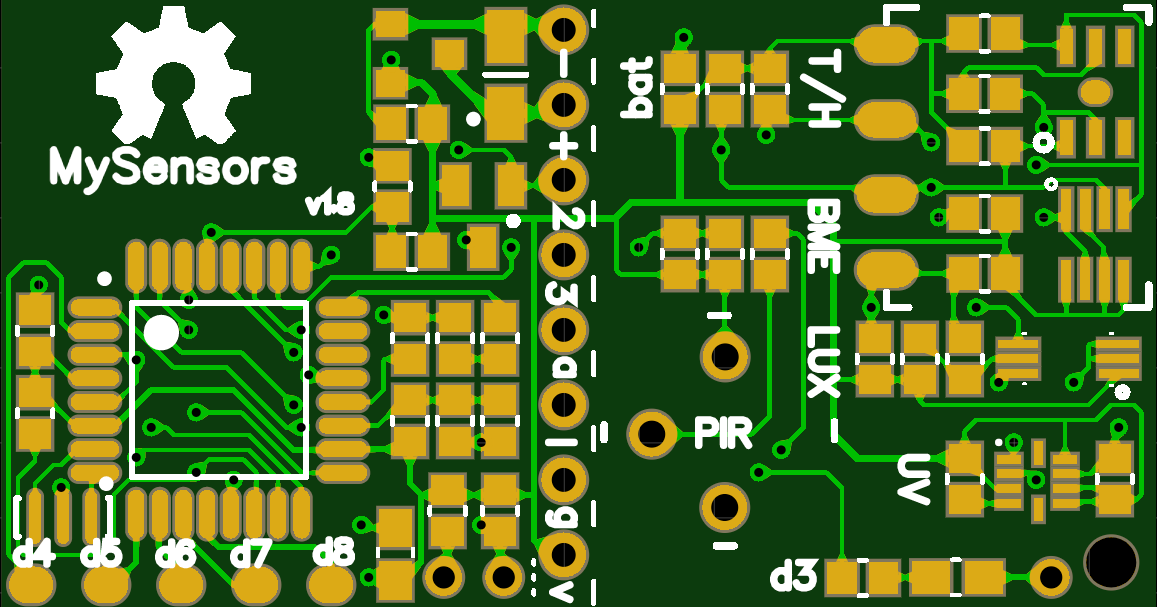 MySensors
v1.8
d4 d5 d6 d7 d8
–
+
2
3
a
l
g
v
bat
T/H
BME
LUX
PIR
UV
d3